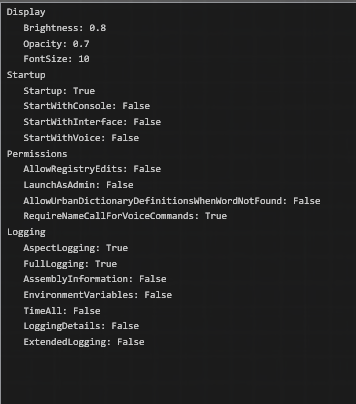 Display
Brightness: 0.8
Opacity: 0.7
FontSize: 10
Startup
Startup: True
StartWithConsole: False
StartWithInterface: False
StartWithVoice: False
Permissions
AllowRegistryEdits: False
LaunchAsAdmin: False
AllowUrbanDictionaryDefinitionsWhenWordNotFound: False
RequireNameCallForVoiceCommands: True
Logging
AspectLogging: True
FullLogging: True
AssemblyInformation: False
EnvironmentVariables: False
TimeAll: False
LoggingDetails: False
ExtendedLogging: False